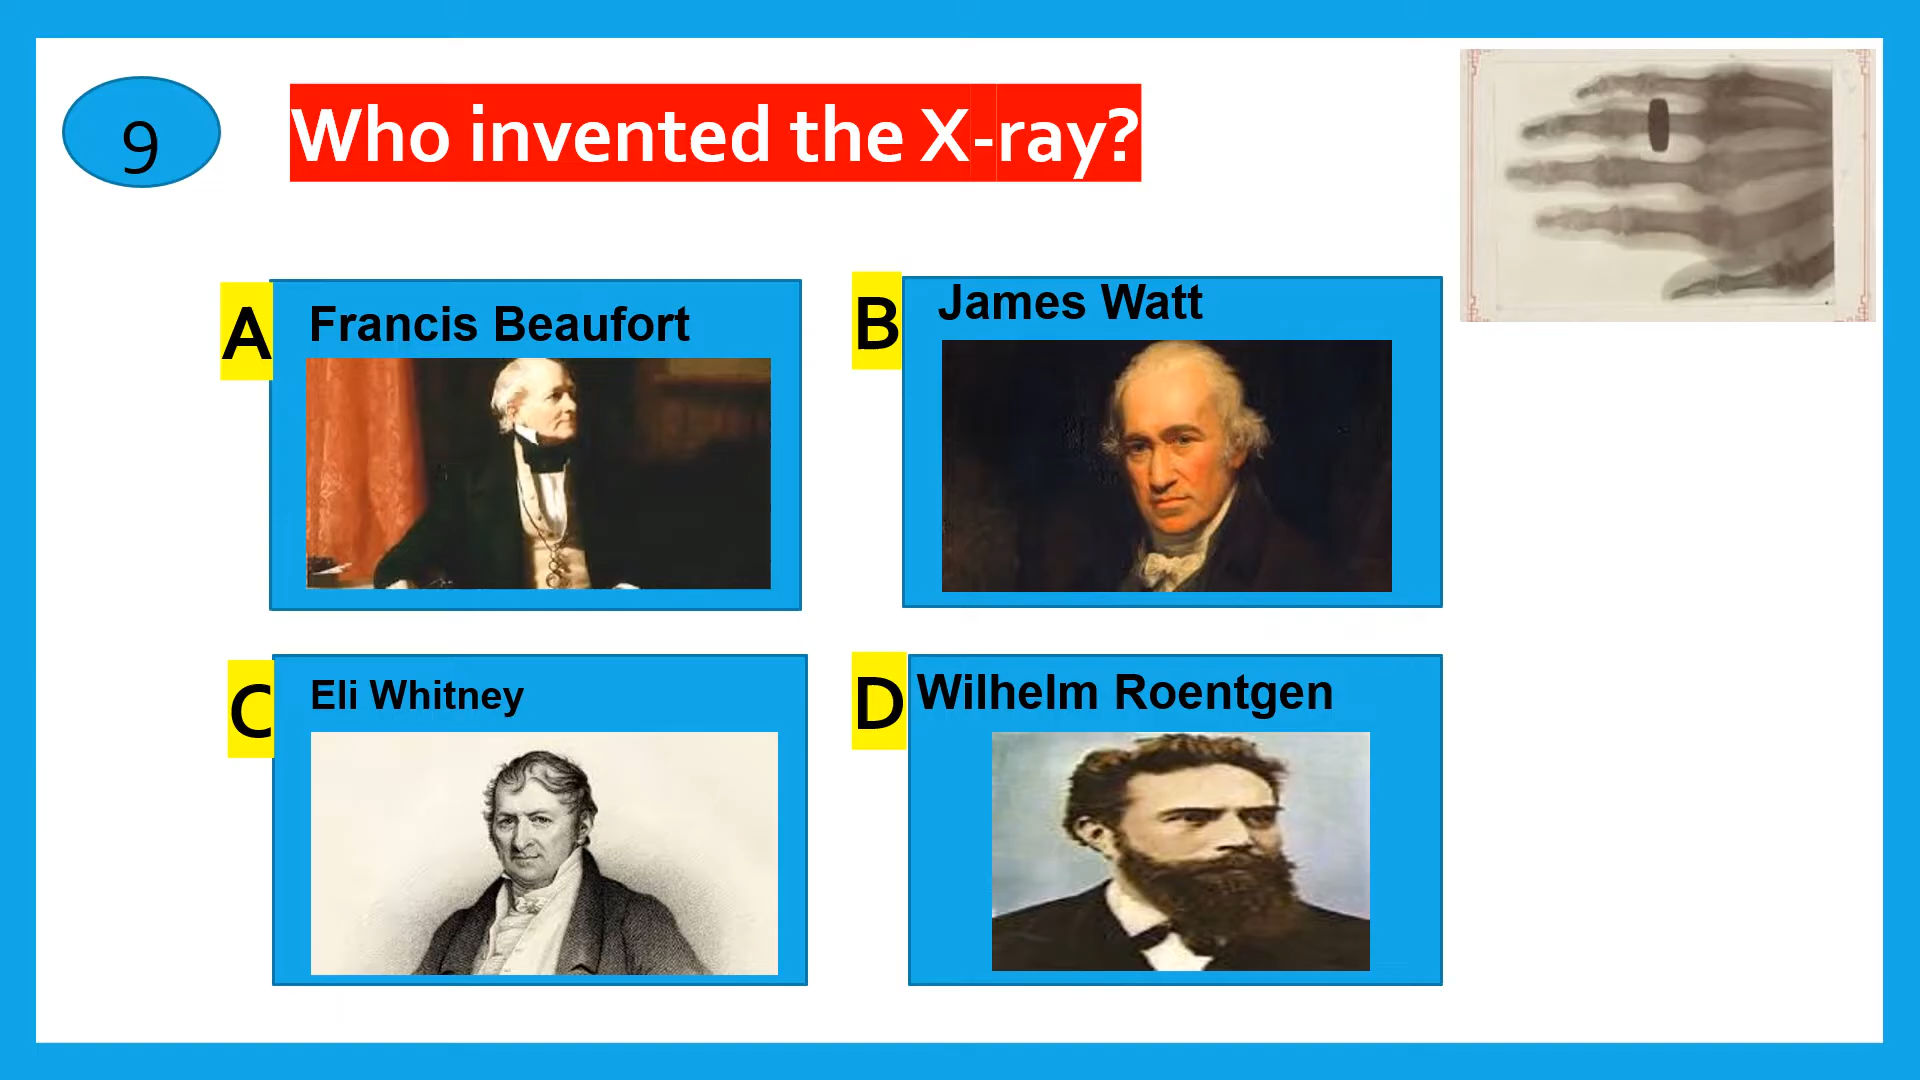 9
Who invented the X-ray?
A
Francis Beaufort
B
James Watt
C
Eli Whitney
D
Wilhelm Roentgen